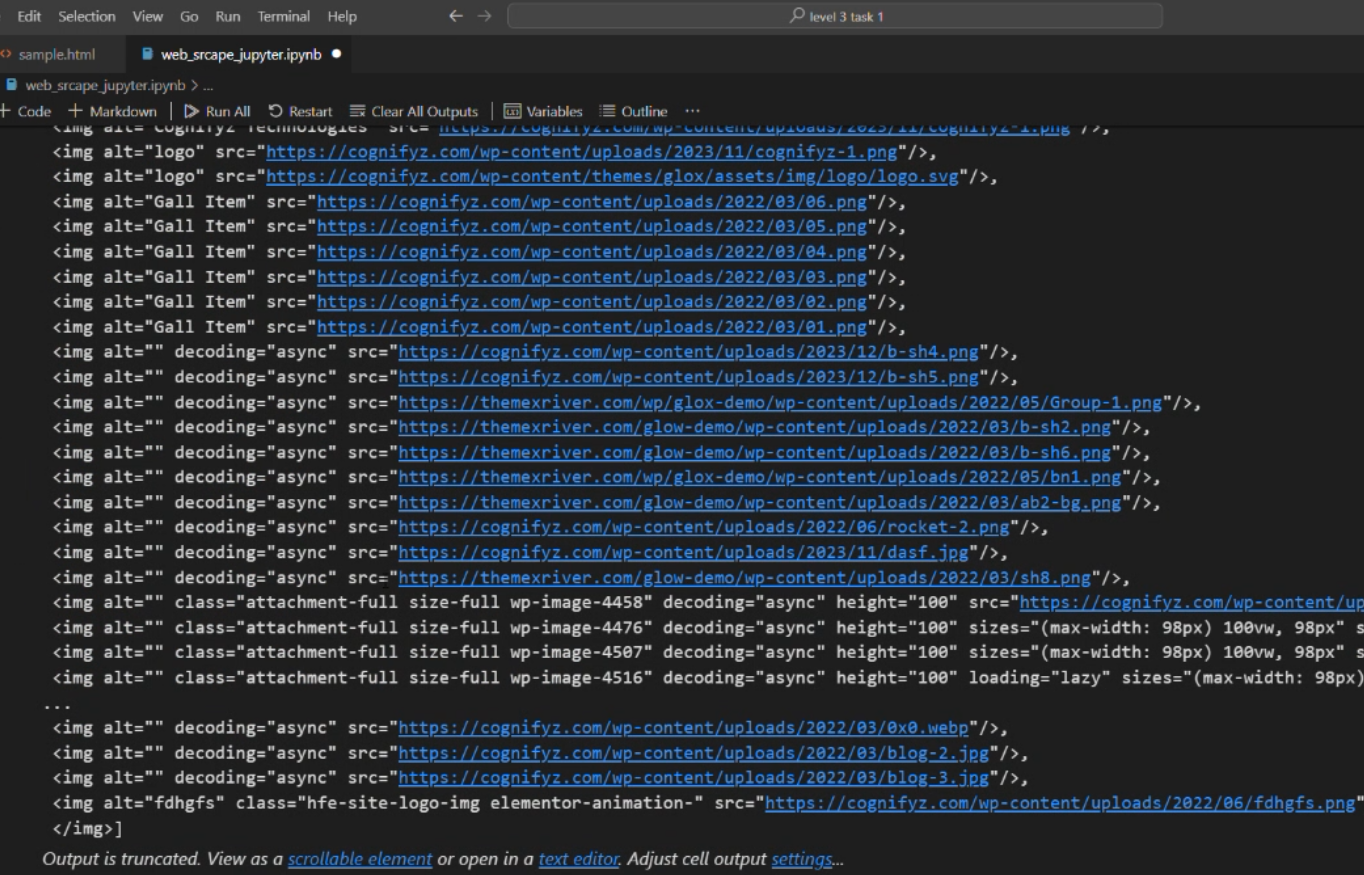 Edit Selection View Go Run Terminal Help level 3 task 1
sample.html web_srcape_jupyter.ipynb
web_srcape_jupyter.ipynb > ...
+ Code + Markdown | Run All Restart Clear All Outputs | Variables Outline ...
<img alt="Cognifyz Technologies" src="https://cognifyz.com/wp-content/uploads/2023/11/cognifyz-1.png"/>,
<img alt="logo" src="https://cognifyz.com/wp-content/uploads/2023/11/cognifyz-1.png"/>,
<img alt="logo" src="https://cognifyz.com/wp-content/themes/glox/assets/img/logo/logo.svg"/>,
<img alt="Gall Item" src="https://cognifyz.com/wp-content/uploads/2022/03/06.png"/>,
<img alt="Gall Item" src="https://cognifyz.com/wp-content/uploads/2022/03/05.png"/>,
<img alt="Gall Item" src="https://cognifyz.com/wp-content/uploads/2022/03/04.png"/>,
<img alt="Gall Item" src="https://cognifyz.com/wp-content/uploads/2022/03/03.png"/>,
<img alt="Gall Item" src="https://cognifyz.com/wp-content/uploads/2022/03/02.png"/>,
<img alt="Gall Item" src="https://cognifyz.com/wp-content/uploads/2022/03/01.png"/>,
<img alt="" decoding="async" src="https://cognifyz.com/wp-content/uploads/2023/12/b-sh4.png"/>,
<img alt="" decoding="async" src="https://cognifyz.com/wp-content/uploads/2023/12/b-sh5.png"/>,
<img alt="" decoding="async" src="https://themexriver.com/wp/glox-demo/wp-content/uploads/2022/05/Group-1.png"/>,
<img alt="" decoding="async" src="https://themexriver.com/glow-demo/wp-content/uploads/2022/03/b-sh2.png"/>,
<img alt="" decoding="async" src="https://themexriver.com/glow-demo/wp-content/uploads/2022/03/b-sh6.png"/>,
<img alt="" decoding="async" src="https://themexriver.com/wp/glox-demo/wp-content/uploads/2022/05/bn1.png"/>,
<img alt="" decoding="async" src="https://themexriver.com/glow-demo/wp-content/uploads/2022/03/ab2-bg.png"/>,
<img alt="" decoding="async" src="https://cognifyz.com/wp-content/uploads/2022/06/rocket-2.png"/>,
<img alt="" decoding="async" src="https://cognifyz.com/wp-content/uploads/2023/11/dasf.jpg"/>,
<img alt="" decoding="async" src="https://themexriver.com/glow-demo/wp-content/uploads/2022/03/sh8.png"/>,
<img alt="" class="attachment-full size-full wp-image-4458" decoding="async" height="100" src="https://cognifyz.com/wp-content/up
<img alt="" class="attachment-full size-full wp-image-4476" decoding="async" height="100" sizes="(max-width: 98px) 100vw, 98px" s
<img alt="" class="attachment-full size-full wp-image-4507" decoding="async" height="100" sizes="(max-width: 98px) 100vw, 98px" s
<img alt="" class="attachment-full size-full wp-image-4516" decoding="async" height="100" loading="lazy" sizes="(max-width: 98px)
...
<img alt="" decoding="async" src="https://cognifyz.com/wp-content/uploads/2022/03/0x0.webp"/>,
<img alt="" decoding="async" src="https://cognifyz.com/wp-content/uploads/2022/03/blog-2.jpg"/>,
<img alt="" decoding="async" src="https://cognifyz.com/wp-content/uploads/2022/03/blog-3.jpg"/>,
<img alt="fdhgfs" class="hfe-site-logo-img elementor-animation-" src="https://cognifyz.com/wp-content/uploads/2022/06/fdhgfs.png"
</img>]
Output is truncated. View as a scrollable element or open in a text editor. Adjust cell output settings...